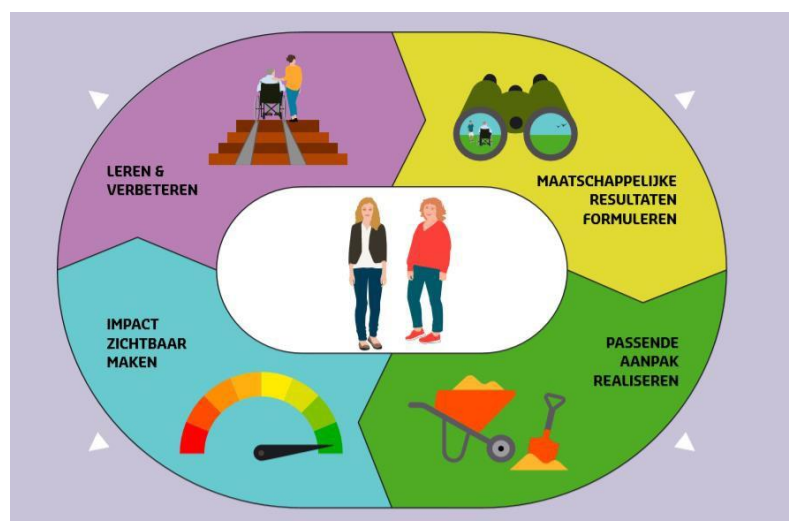 LEREN &
VERBETEREN
MAATSCHAPPELIJKE
RESULTATEN
FORMULEREN
IMPACT
ZICHTBAAR
MAKEN
PASSENDE
AANPAK
REALISEREN